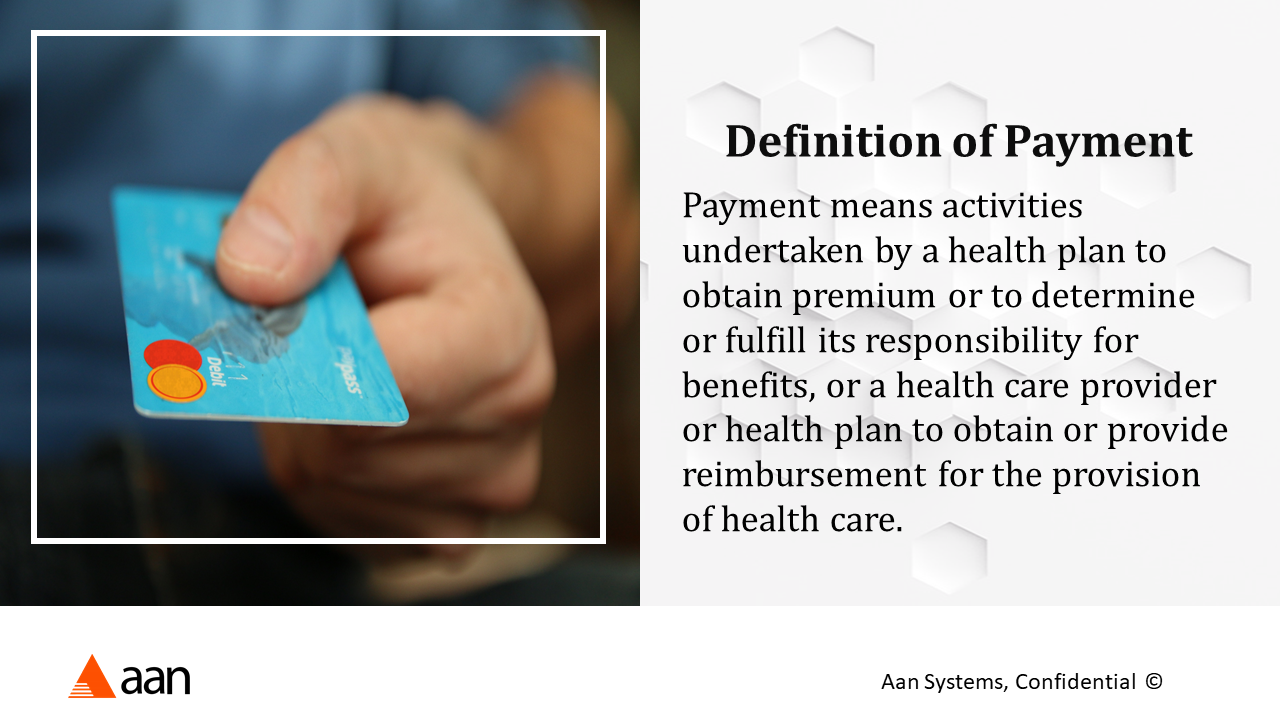 Definition of Payment
Payment means activities
undertaken by a health plan to
obtain premium or to determine
or fulfill its responsibility for
benefits, or a health care provider
or health plan to obtain or provide
reimbursement for the provision
of health care.
Debit
paypass
aan
Aan Systems, Confidential ©